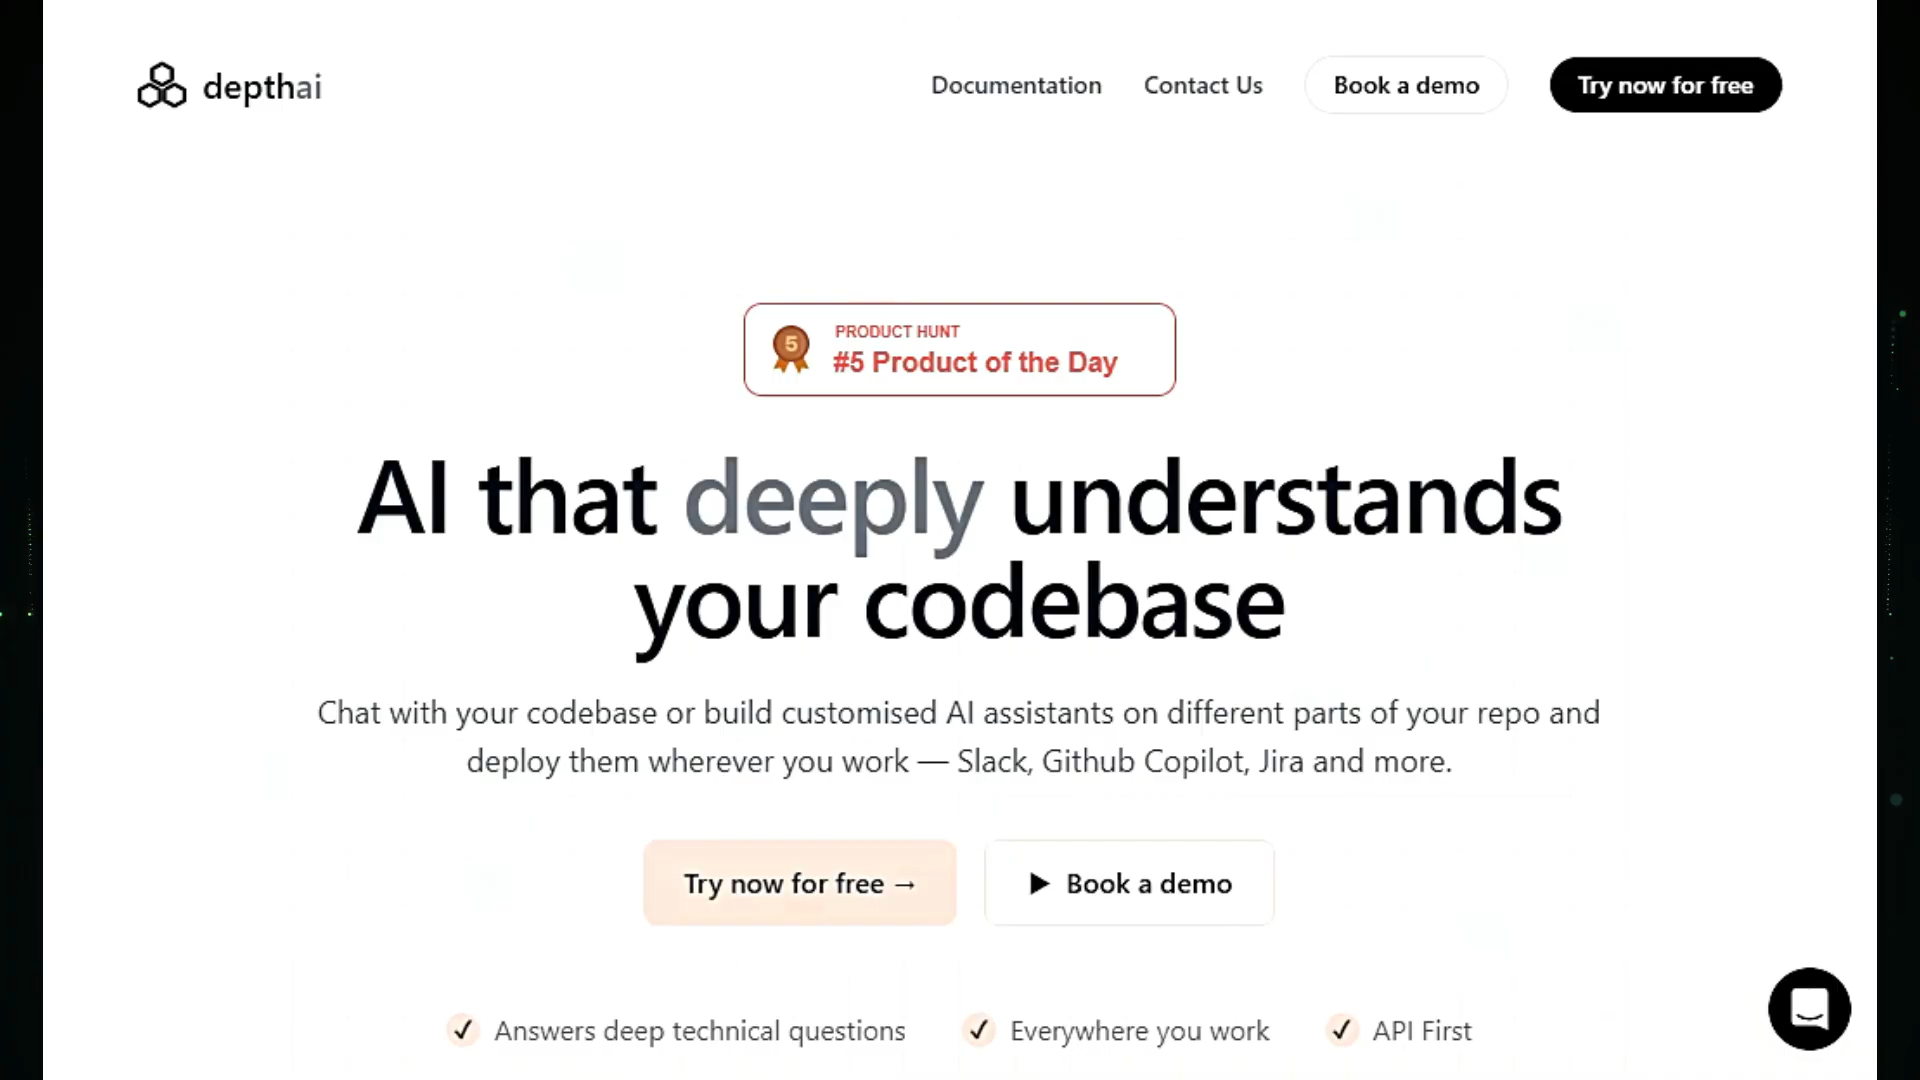 depthai
Documentation
Contact Us
Book a demo
Try now for free
5
PRODUCT HUNT
#5 Product of the Day
AI that deeply understands
your codebase
Chat with your codebase or build customised AI assistants on different parts of your repo and
deploy them wherever you work — Slack, Github Copilot, Jira and more.
Try now for free →
Book a demo
Answers deep technical questions
Everywhere you work
API First